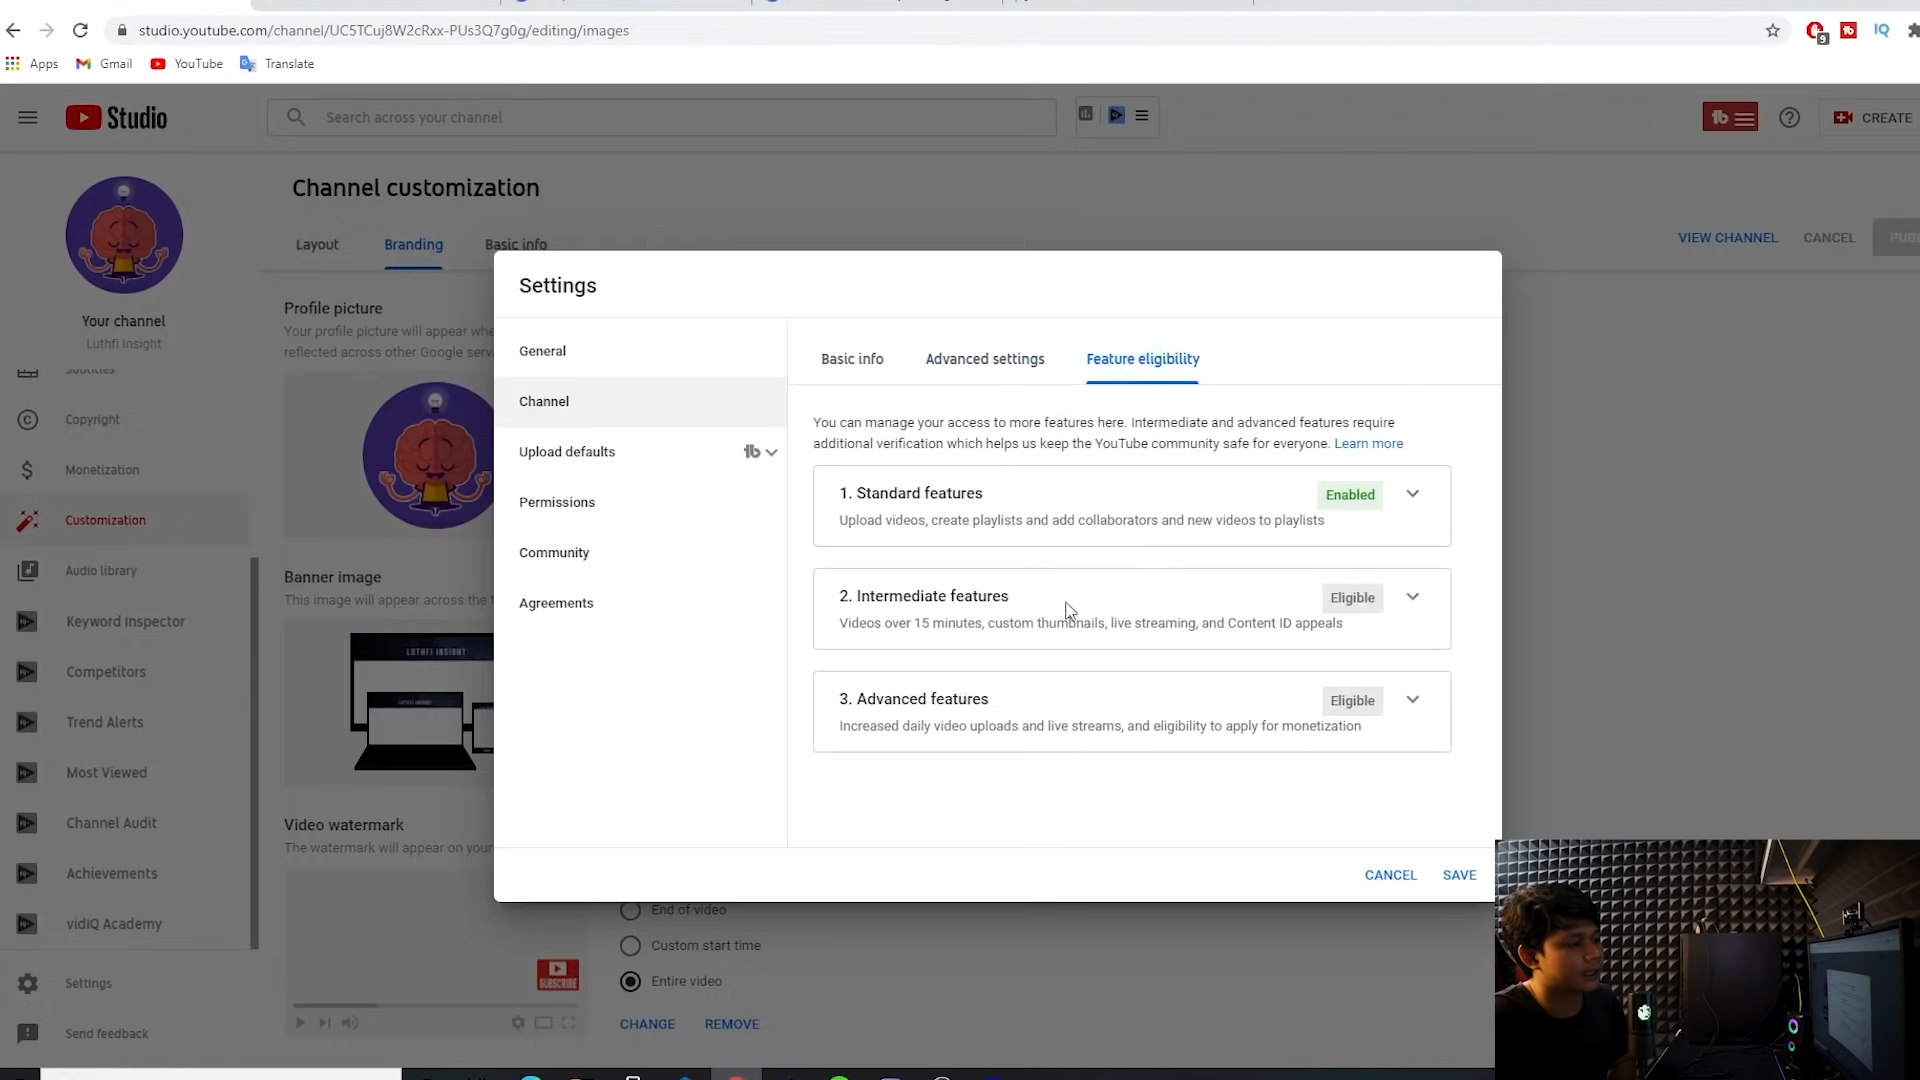 studio.youtube.com/channel/UC5TCuj8W2cRxx-PUs3Q7g0g/editing/images
9
IQ
Apps
Gmail
YouTube
Translate
Studio
Search across your channel
CREATE
Channel customization
Layout
Branding
Basic info
VIEW CHANNEL
CANCEL
Your channel
Luthfi Insight
Subtitles
Copyright
Monetization
Customization
Audio library
Keyword Inspector
Competitors
Trend Alerts
Most Viewed
Channel Audit
Achievements
vidIQ Academy
Settings
Send feedback
Profile picture
Your profile picture will appear
reflected across other Google
Banner image
This image will appear across the
LUTHFI INSIGHT
LUTHFI INSIGHT
Video watermark
The watermark will appear on your
SUBSCRIBE
End of video
Custom start time
Entire video
CHANGE
REMOVE
Settings
General
Channel
Upload defaults
Permissions
Community
Agreements
Basic info
Advanced settings
Feature eligibility
You can manage your access to more features here. Intermediate and advanced features require
additional verification which helps us keep the YouTube community safe for everyone. Learn more
1. Standard features
Enabled
Upload videos, create playlists and add collaborators and new videos to playlists
2. Intermediate features
Eligible
Videos over 15 minutes, custom thumbnails, live streaming, and Content ID appeals
3. Advanced features
Eligible
Increased daily video uploads and live streams, and eligibility to apply for monetization
CANCEL
SAVE